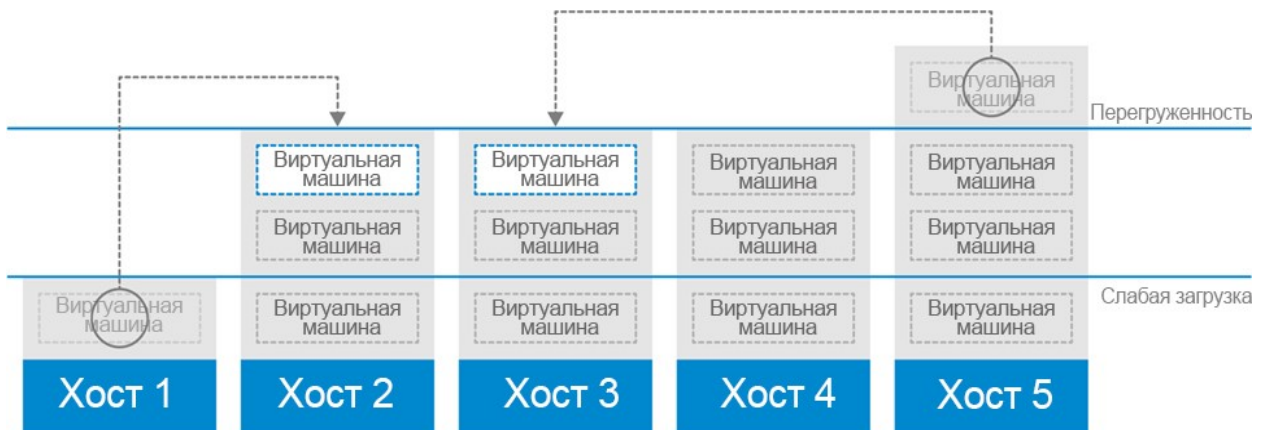 Виртуальная
машина
Перегруженность
Виртуальная
машина
Виртуальная
машина
Виртуальная
машина
Виртуальная
машина
Виртуальная
машина
Виртуальная
машина
Виртуальная
машина
Виртуальная
машина
Слабая загрузка
Виртуальная
машина
Виртуальная
машина
Виртуальная
машина
Виртуальная
машина
Виртуальная
машина
Хост 1
Хост 2
Хост 3
Хост 4
Хост 5